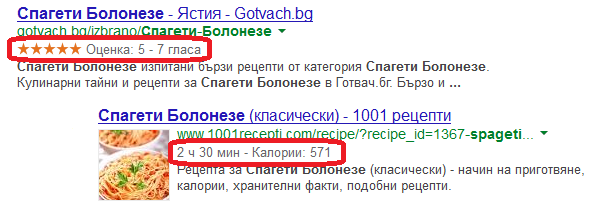 Спагети Болонезе - Ястия - Gotvach.bg
gotvach.bg/izbrano/Спагети-Болонезе
Оценка: 5 - 7 гласа
Спагети Болонезе изпитани бързи рецепти от категория Спагети Болонезе.
Кулинарни тайни и рецепти за Спагети Болонезе в Готвач.бг. Бързо и ...
Спагети Болонезе (класически) - 1001 рецепти
www.1001recepti.com/recipe/?recipe_id=1367-spageti...
2 ч 30 мин - Калории: 571
Рецепта за Спагети Болонезе (класически) - начин на приготвяне,
калории, хранителни факти, подобни рецепти.